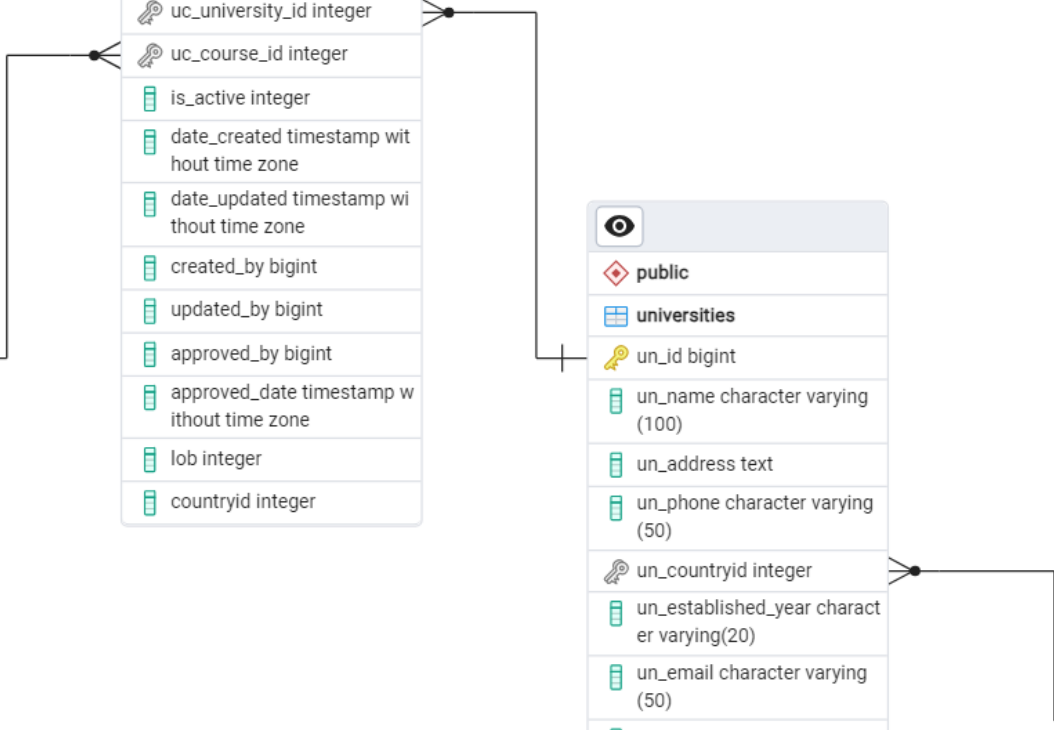 uc_university_id integer
uc_course_id integer
is_active integer
date_created timestamp wit
hout time zone
date_updated timestamp wi
thout time zone
created_by bigint
updated_by bigint
approved_by bigint
approved_date timestamp w
ithout time zone
lob integer
countryid integer
public
universities
un_id bigint
un_name character varying
(100)
un_address text
un_phone character varying
(50)
un_countryid integer
un_established_year charact
er varying(20)
un_email character varying
(50)